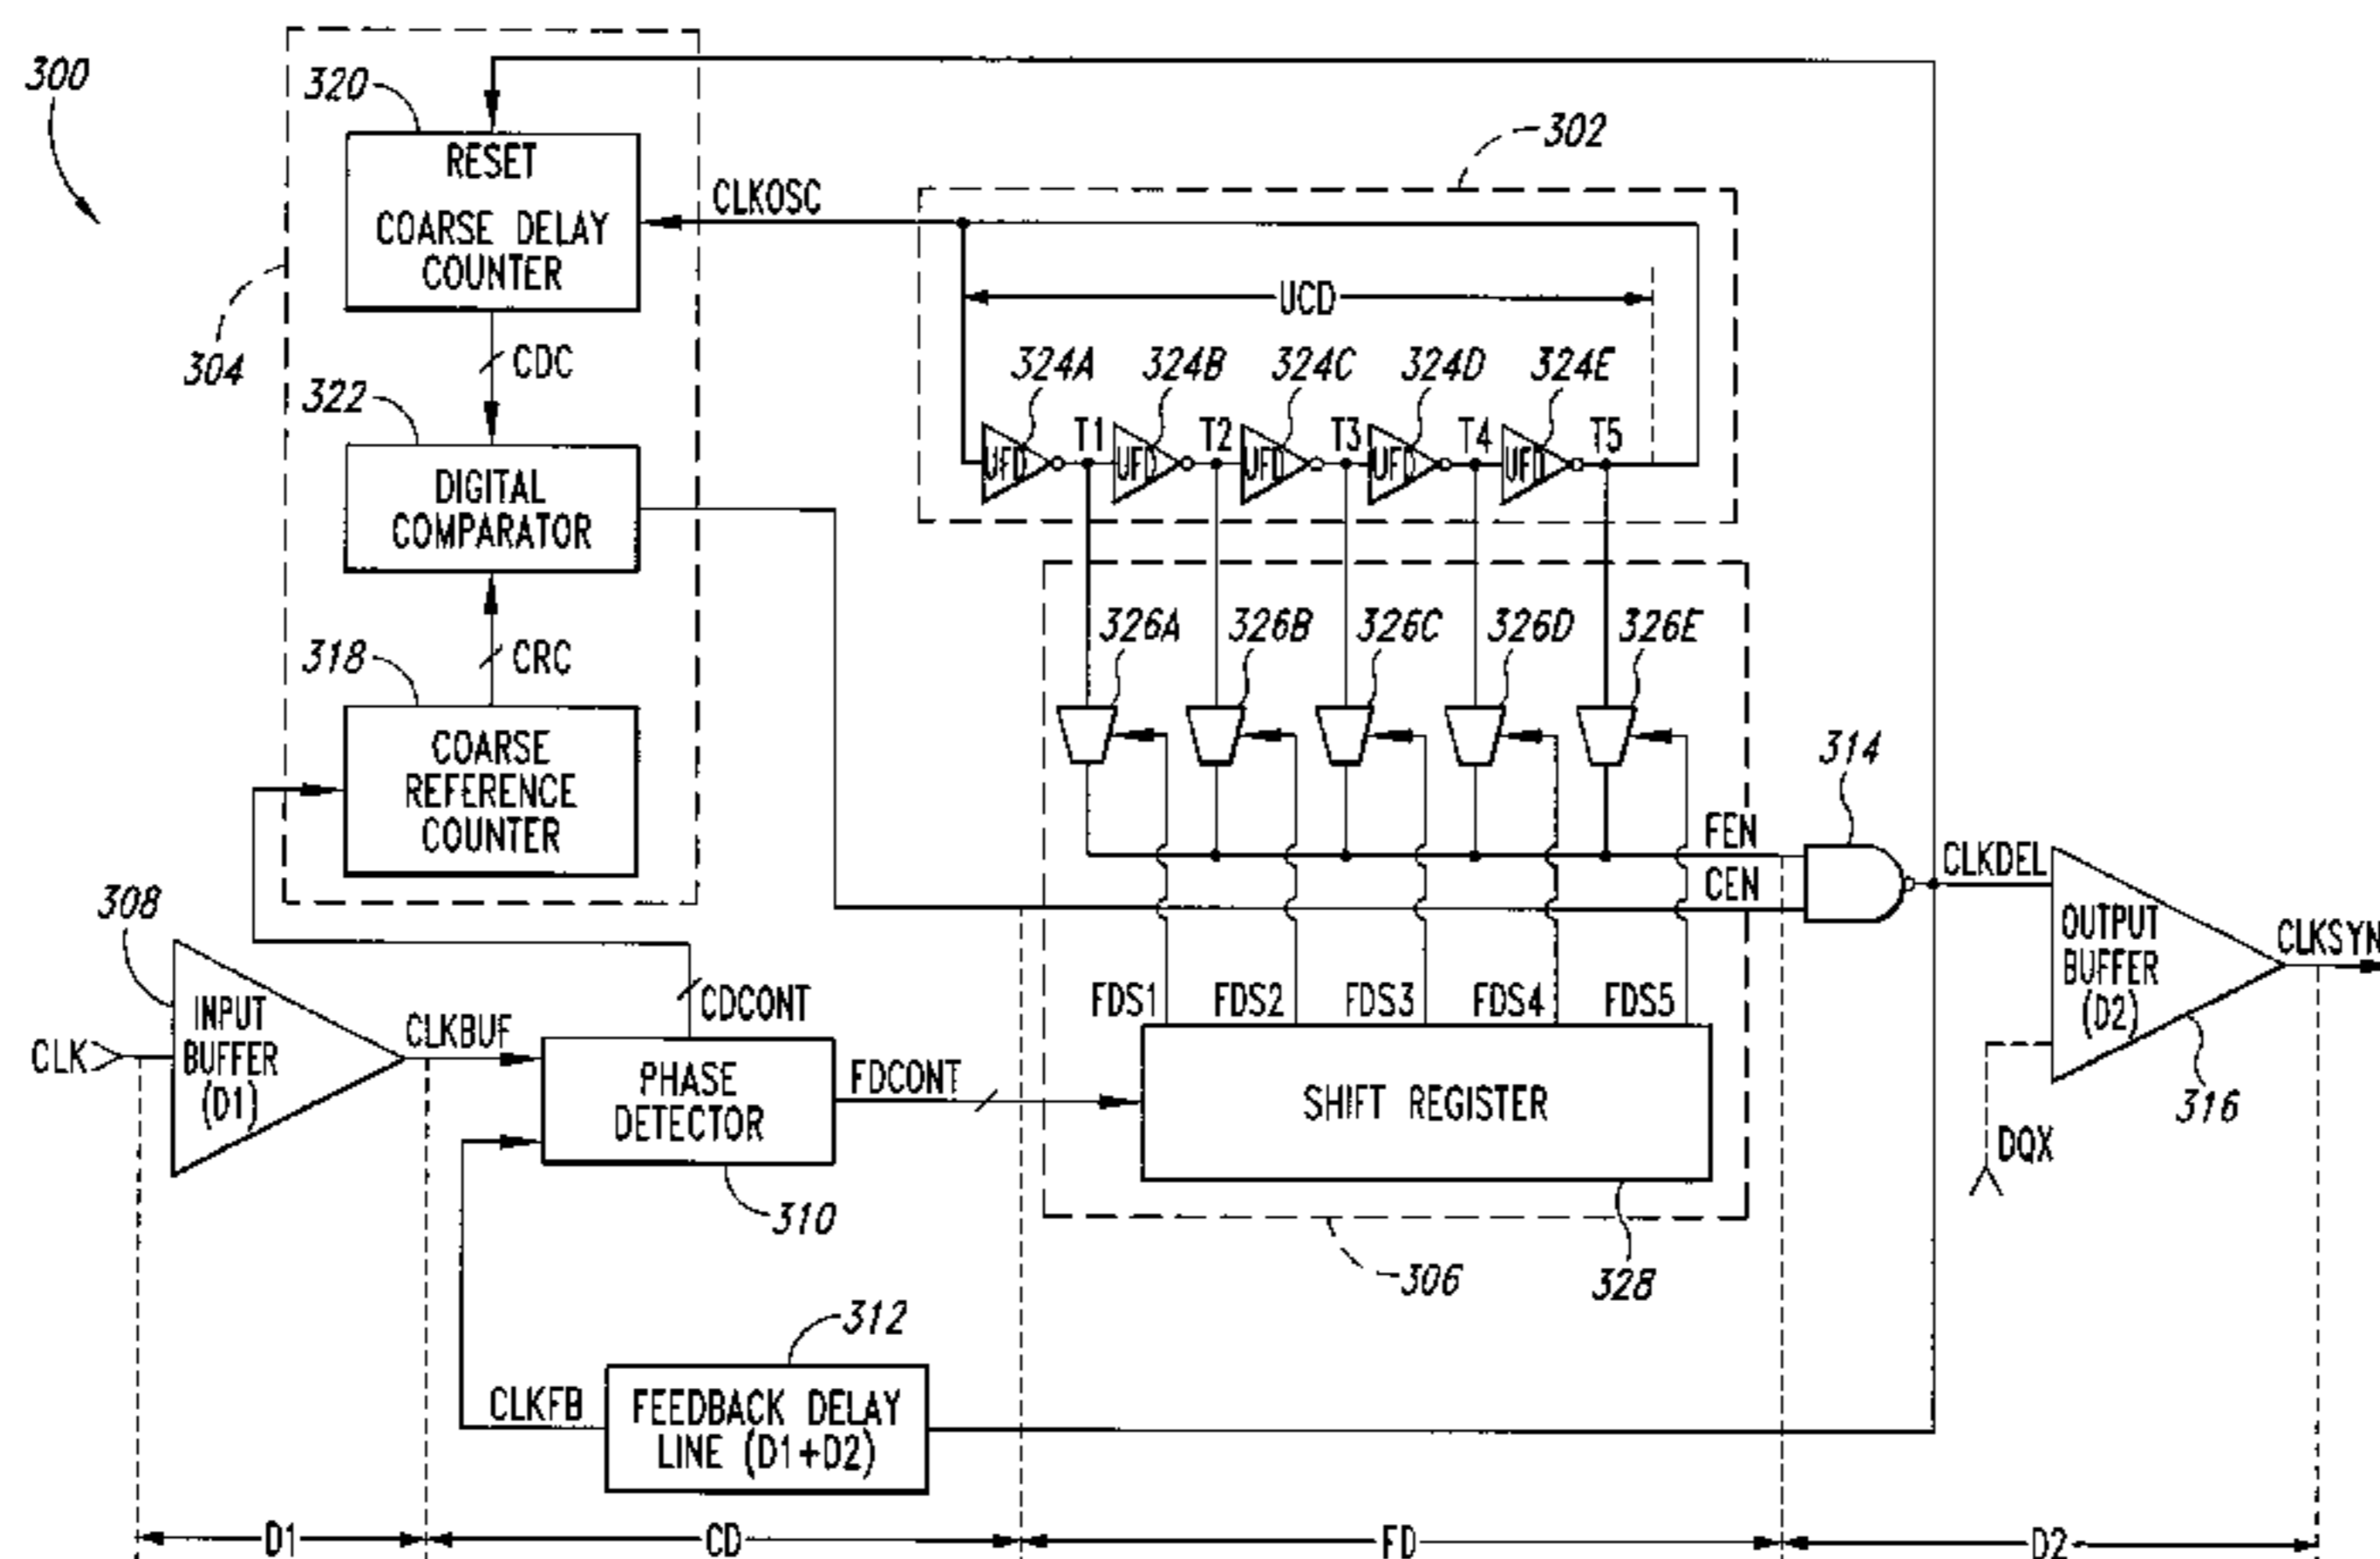 300
320
RESET
COARSE DELAY
COUNTER
CLKOSC
302
304
CDC
UCD
322
324A
324B
324C
324D
324E
T1
T2
T3
T4
T5
UFD
UFD
UFD
UFD
UFD
DIGITAL
COMPARATOR
318
CRC
326A
326B
326C
326D
326E
COARSE
REFERENCE
COUNTER
314
FEN
CEN
CLKDEL
308
INPUT
BUFFER
(D1)
CLK
CLKBUF
CDCONT
PHASE
DETECTOR
FDCONT
310
FDS1
FDS2
FDS3
FDS4
FDS5
SHIFT REGISTER
OUTPUT
BUFFER
(D2)
CLKSYN
316
DQX
306
328
312
CLKFB
FEEDBACK DELAY
LINE (D1+D2)
D1
CD
FD
D2